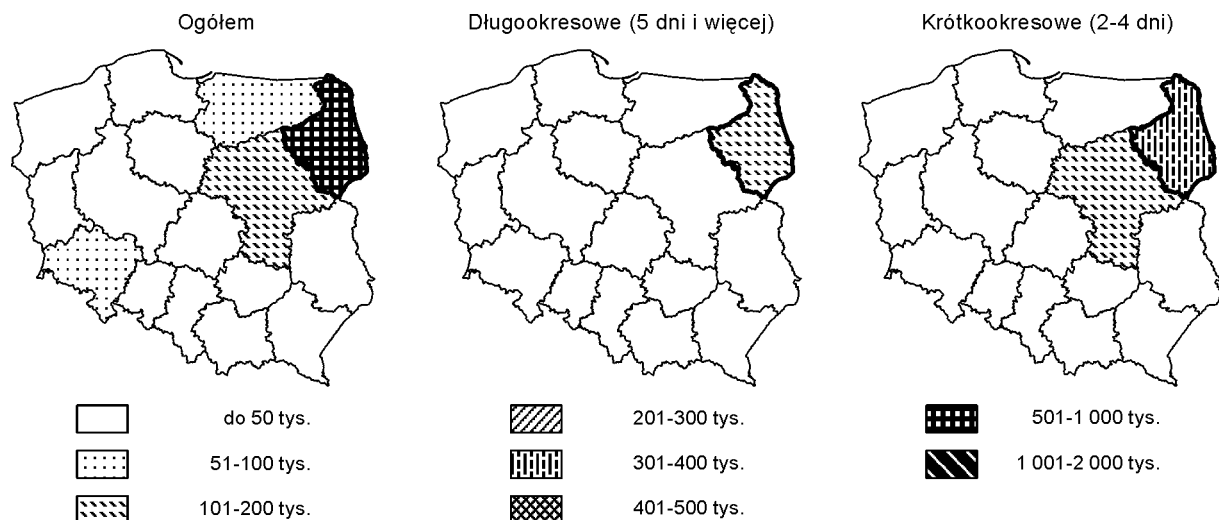 Ogółem
Długookresowe (5 dni i więcej)
Krótkookresowe (2-4 dni)
do 50 tys.
51-100 tys.
101-200 tys.
201-300 tys.
301-400 tys.
401-500 tys.
501-1 000 tys.
1 001-2 000 tys.